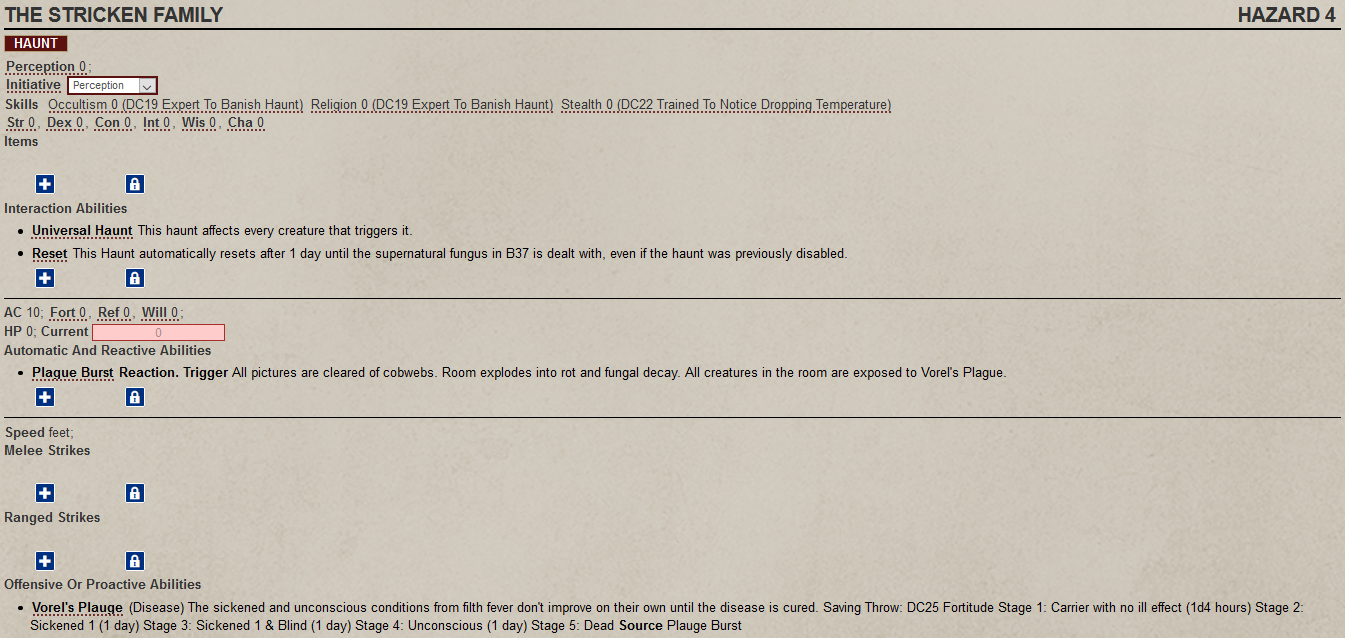 THE STRICKEN FAMILY HAZARD 4
HAUNT
Perception 0;
Initiative Perception
Skills Occultism 0 (DC19 Expert To Banish Haunt) Religion 0 (DC19 Expert To Banish Haunt) Stealth 0 (DC22 Trained To Notice Dropping Temperature)
Str 0, Dex 0, Con 0, Int 0, Wis 0, Cha 0
Items
Interaction Abilities
• Universal Haunt This haunt affects every creature that triggers it.
• Reset This Haunt automatically resets after 1 day until the supernatural fungus in B37 is dealt with, even if the haunt was previously disabled.
AC 10; Fort 0, Ref 0, Will 0;
HP 0; Current 0
Automatic And Reactive Abilities
• Plague Burst Reaction. Trigger All pictures are cleared of cobwebs. Room explodes into rot and fungal decay. All creatures in the room are exposed to Vorel's Plague.
Speed feet;
Melee Strikes
Ranged Strikes
Offensive Or Proactive Abilities
• Vorel's Plauge (Disease) The sickened and unconscious conditions from filth fever don't improve on their own until the disease is cured. Saving Throw: DC25 Fortitude Stage 1: Carrier with no ill effect (1d4 hours) Stage 2:
Sickened 1 (1 day) Stage 3: Sickened 1 & Blind (1 day) Stage 4: Unconscious (1 day) Stage 5: Dead Source Plauge Burst